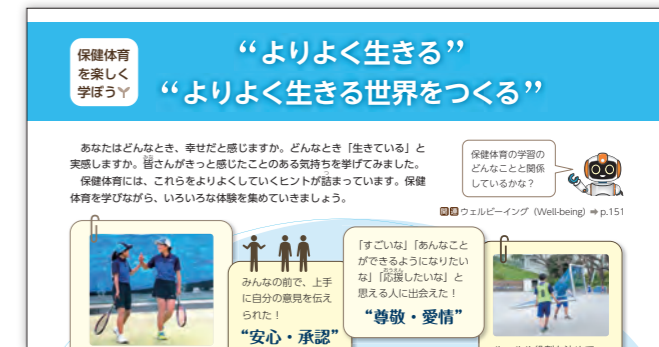 保健体育
を楽しく
学ぼう
“よりよく生きる”
“よりよく生きる世界をつくる”
あなたはどんなとき、幸せだと感じますか。どんなとき「生きている」と
実感しますか。皆さんがきっと感じたことのある気持ちを挙げてみました。
保健体育には、これらをよりよくしていくヒントが詰まっています。保健
体育を学びながら、いろいろな体験を集めていきましょう。
保健体育の学習の
どんなことと関係
しているかな？
関連 ウェルビーイング（Well-being）➡p.151
みんなの前で、上手
に自分の意見を伝え
られた！
“安心・承認”
「すごいな」「あんなこと
ができるようになりたい
な」「応援したいな」と
思える人に出会えた！
“尊敬・愛情”